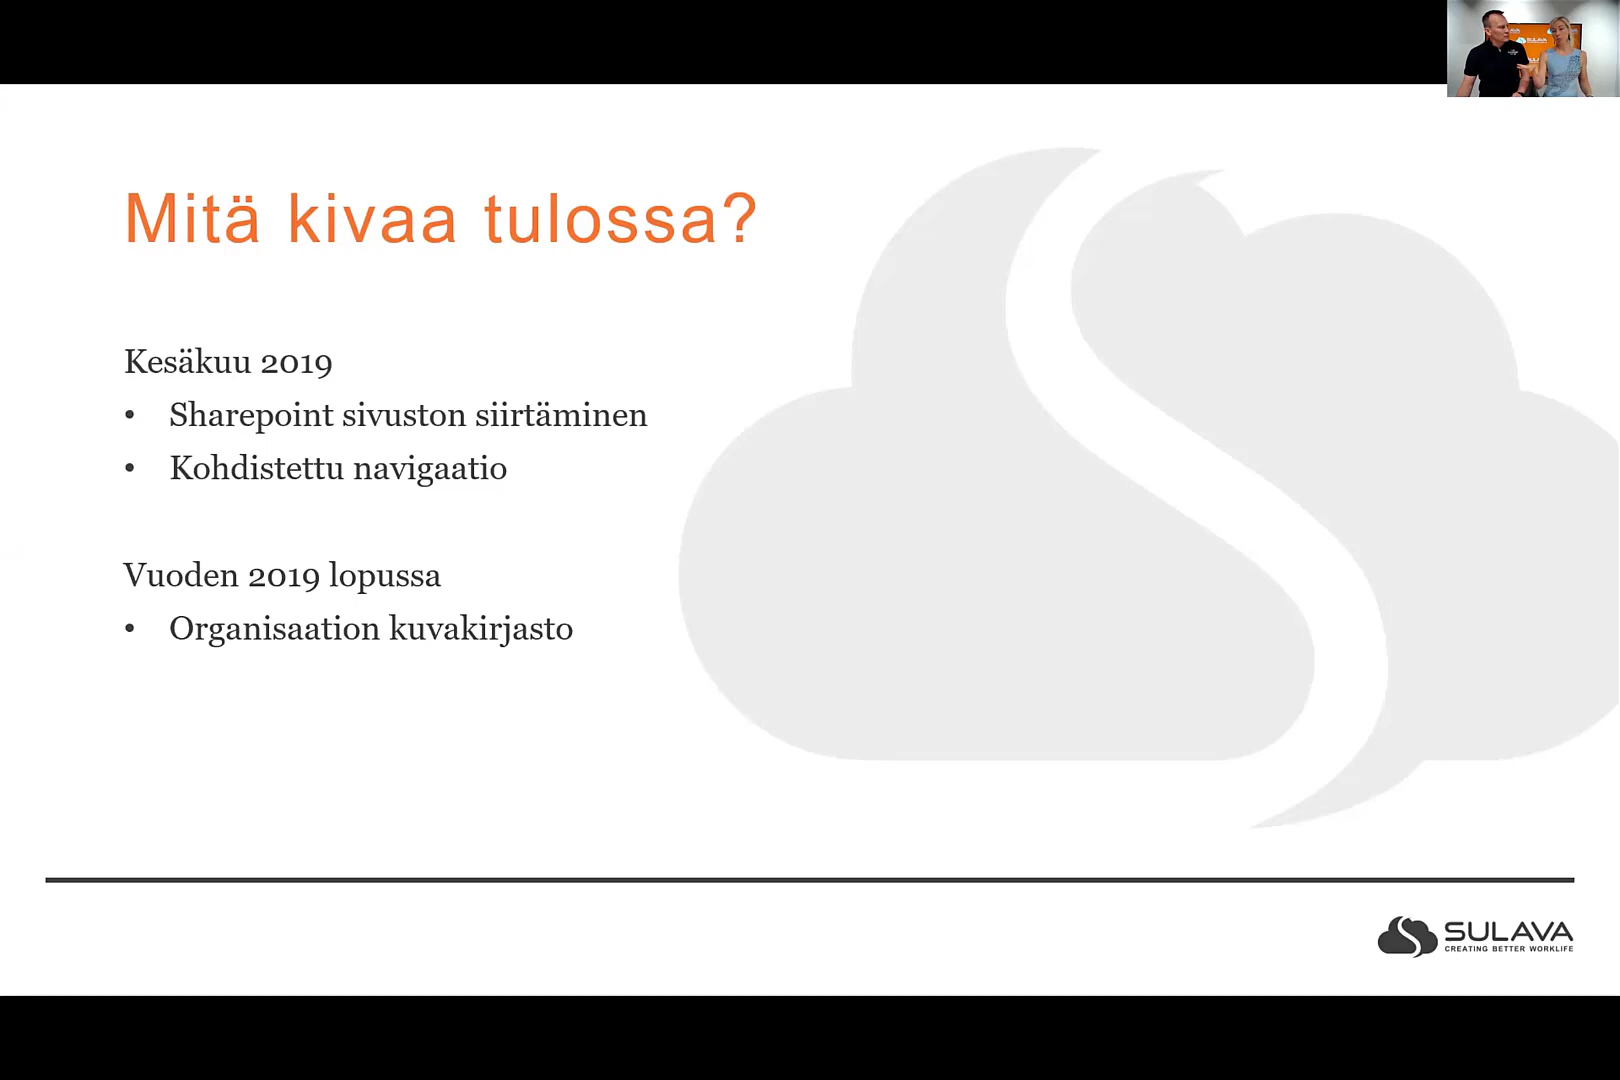 Mitä kivaa tulossa?
Kesäkuu 2019
• Sharepoint sivuston siirtäminen
• Kohdistettu navigaatio
Vuoden 2019 lopussa
• Organisaation kuvakirjasto
SULAVA
CREATING BETTER WORKLIFE
SULAVA